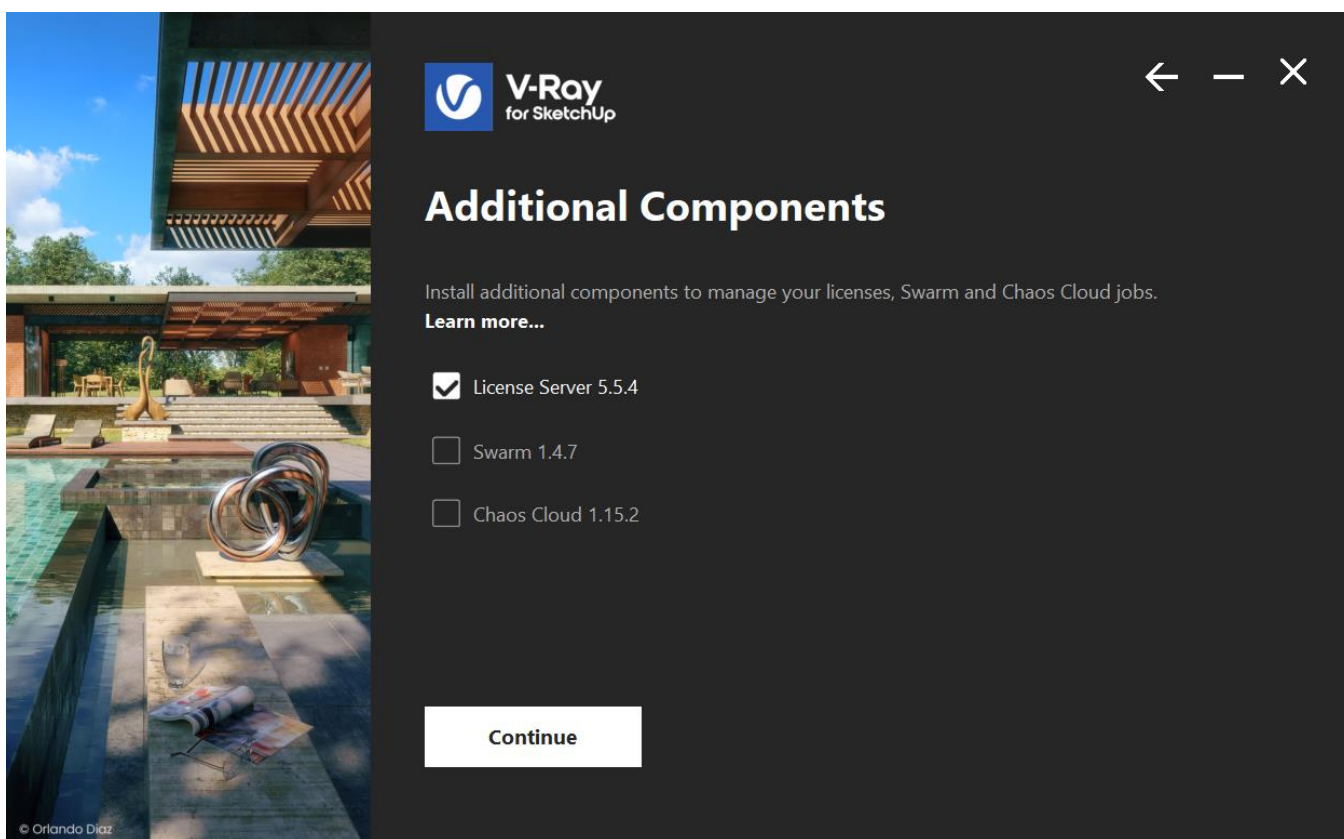 V-Ray
for SketchUp
Additional Components
Install additional components to manage your licenses, Swarm and Chaos Cloud jobs.
Learn more...
License Server 5.5.4
Swarm 1.4.7
Chaos Cloud 1.15.2
Continue
© Orlando Diaz